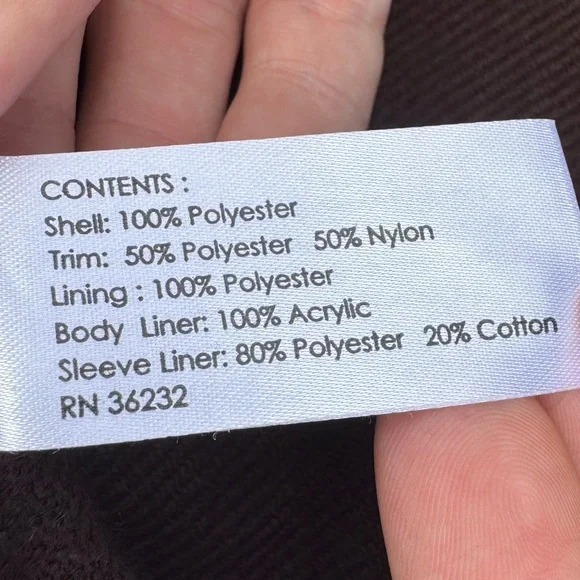 CONTENTS :
Shell: 100% Polyester
Trim: 50% Polyester 50% Nylon
Lining : 100% Polyester
Body Liner: 100% Acrylic
Sleeve Liner: 80% Polyester 20% Cotton
RN 36232